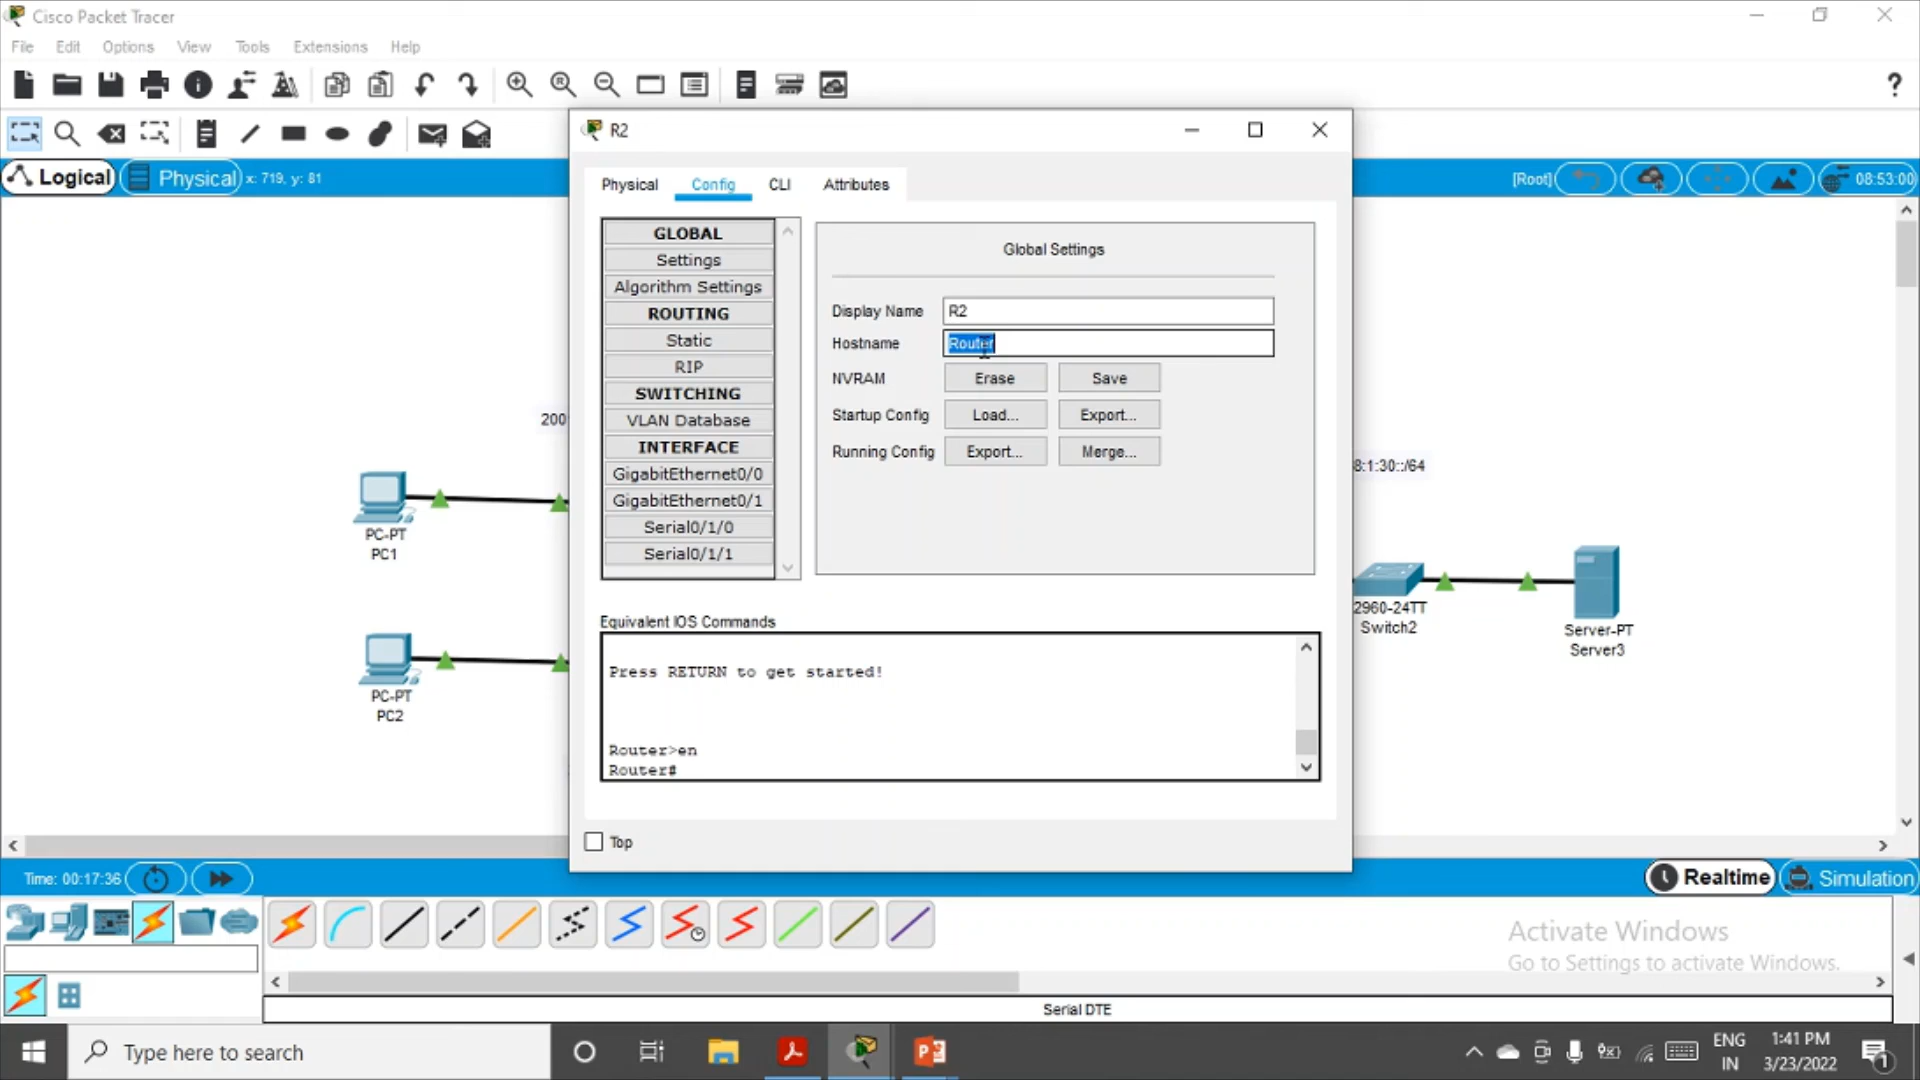 Cisco Packet Tracer
File Edit Options View Tools Extensions Help
?
Logical
Physical
x: 719, y: 81
[Root]
08:53:00
R2
Physical Config CLI Attributes
GLOBAL
Settings
Algorithm Settings
ROUTING
Static
RIP
SWITCHING
VLAN Database
INTERFACE
GigabitEthernet0/0
GigabitEthernet0/1
Serial0/1/0
Serial0/1/1
Global Settings
Display Name R2
Hostname Router
NVRAM Erase Save
Startup Config Load... Export...
Running Config Export... Merge...
Equivalent IOS Commands
Press RETURN to get started!
Router>en
Router#
Top
200
PC-PT
PC1
PC-PT
PC2
8:1:30::/64
2960-24TT
Switch2
Server-PT
Server3
Time: 00:17:36
Realtime
Simulation
Activate Windows
Go to Settings to activate Windows.
Serial DTE
Type here to search
ENG
IN
1:41 PM
3/23/2022
1